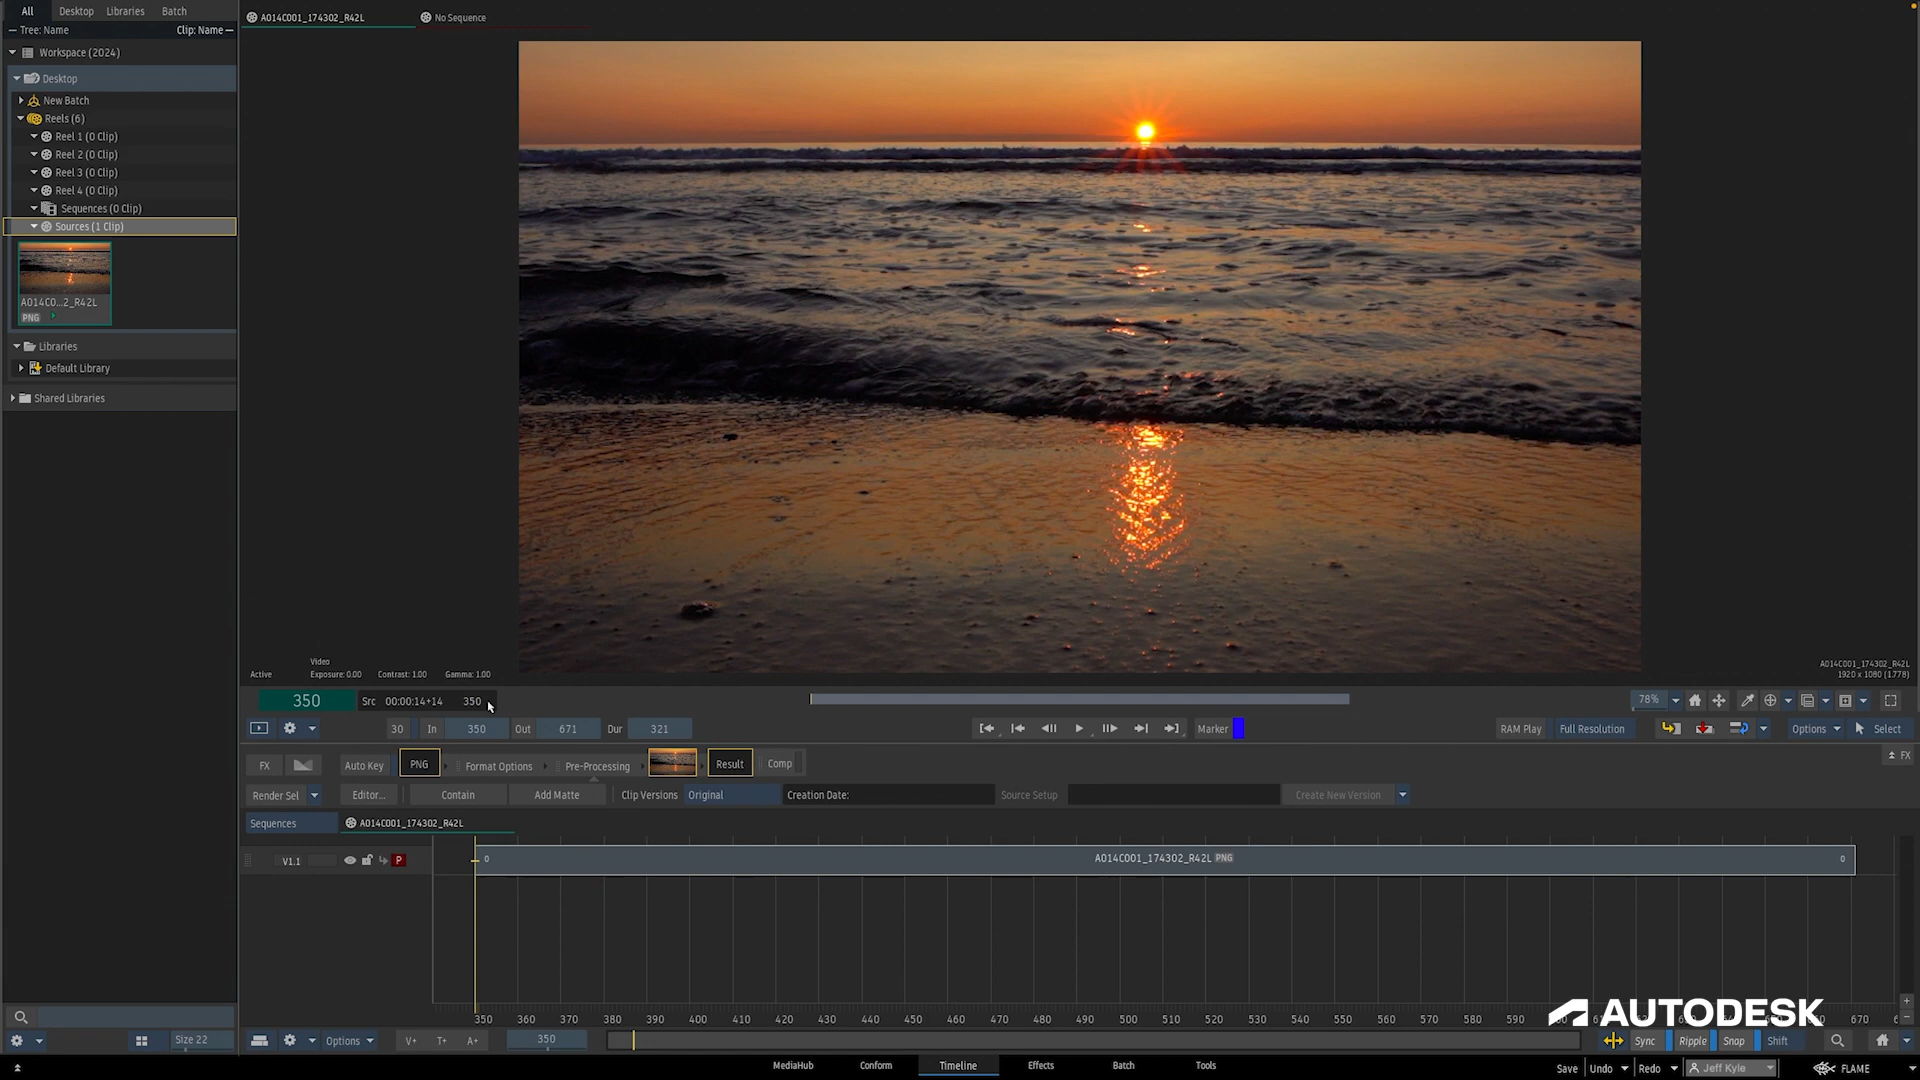 All Desktop Libraries Batch
Tree: Name Clip: Name
Workspace (2024)
Desktop
New Batch
Reels (6)
Reel 1 (0 Clip)
Reel 2 (0 Clip)
Reel 3 (0 Clip)
Reel 4 (0 Clip)
Sequences (0 Clip)
Sources (1 Clip)
A014C0...2_R42L
PNG
Libraries
Default Library
Shared Libraries
A014C001_174302_R42L No Sequence
Video
Active Exposure: 0.00 Contrast: 1.00 Gamma: 1.00
A014C001_174302_R42L
1920 x 1080 (1.778)
350 Src 00:00:14+14 350 78%
30 In 350 Out 671 Dur 321 Marker RAM Play Full Resolution Options Select
FX Auto Key PNG Format Options Pre-Processing Result Comp FX
Render Sel Editor... Contain Add Matte Clip Versions Original Creation Date: Source Setup Create New Version
Sequences A014C001_174302_R42L
V1.1 P 0 A014C001_174302_R42L PNG 0
350 360 370 380 390 400 410 420 430 440 450 460 470 480 490 500 510 520 530 540 550 560 570 580 590 670
AUTODESK
Size 22 Options V+ T+ A+ 350 Sync Ripple Snap Shift
MediaHub Conform Timeline Effects Batch Tools Save Undo Redo Jeff Kyle FLAME